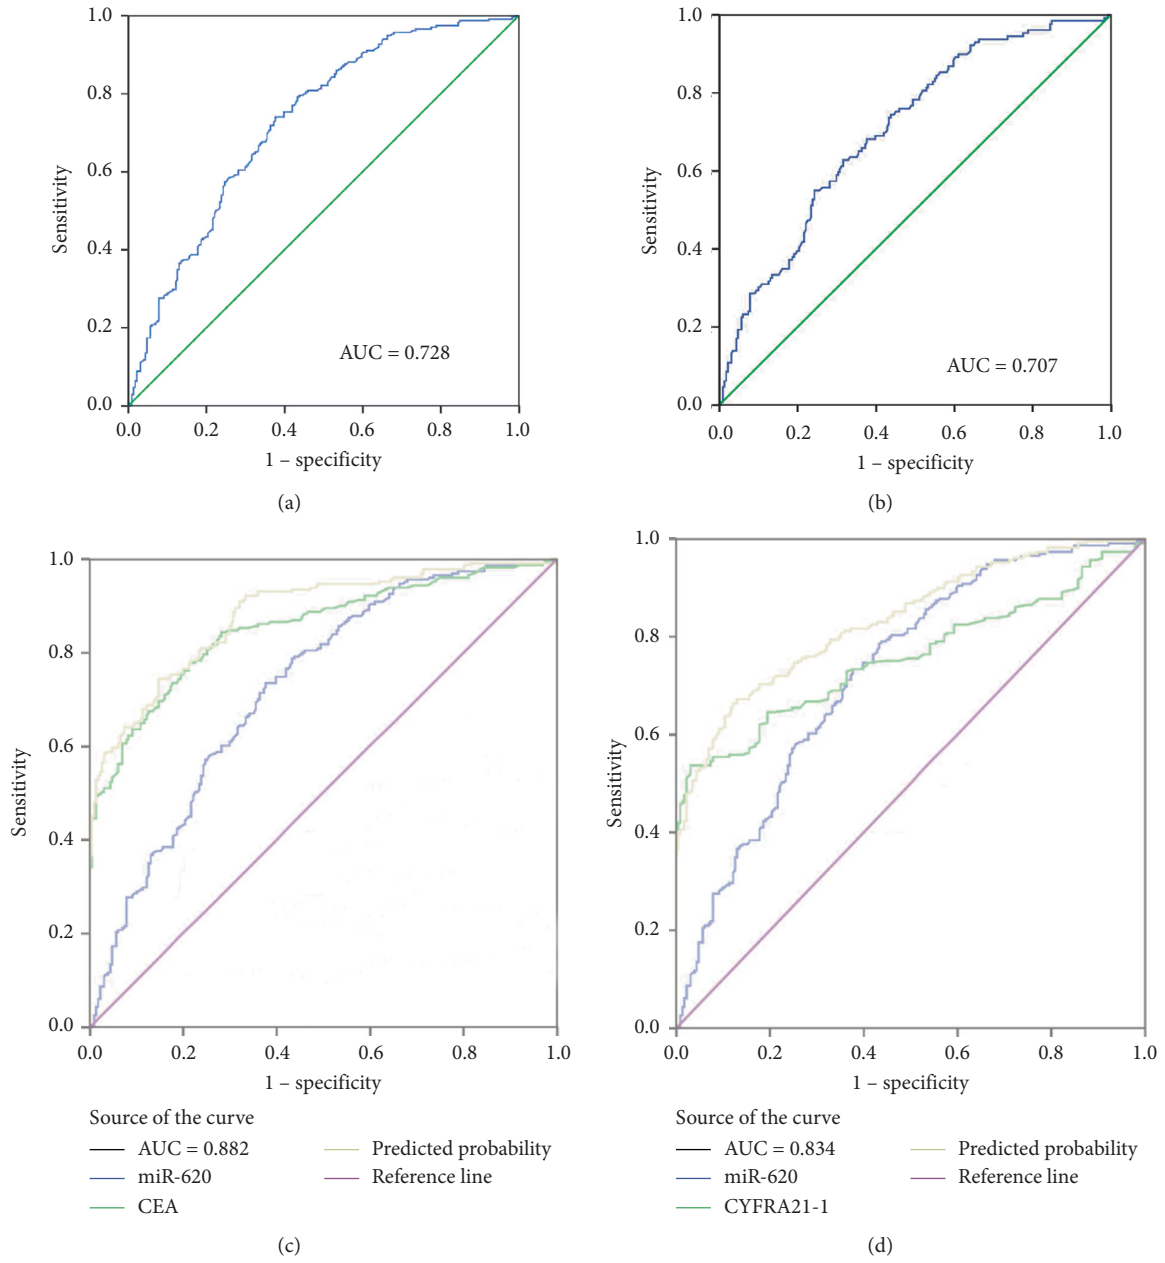 1.0
0.8
0.6
0.4
0.2
0.0
Sensitivity
AUC = 0.728
0.0 0.2 0.4 0.6 0.8 1.0
1 – specificity
(a)
1.0
0.8
0.6
0.4
0.2
0.0
Sensitivity
AUC = 0.707
0.0 0.2 0.4 0.6 0.8 1.0
1 – specificity
(b)
1.0
0.8
0.6
0.4
0.2
0.0
Sensitivity
0.0 0.2 0.4 0.6 0.8 1.0
1 – specificity
Source of the curve
AUC = 0.882 Predicted probability
miR-620 Reference line
CEA
(c)
1.0
0.8
0.6
0.4
0.2
0.0
Sensitivity
0.0 0.2 0.4 0.6 0.8 1.0
1 – specificity
Source of the curve
AUC = 0.834 Predicted probability
miR-620 Reference line
CYFRA21-1
(d)